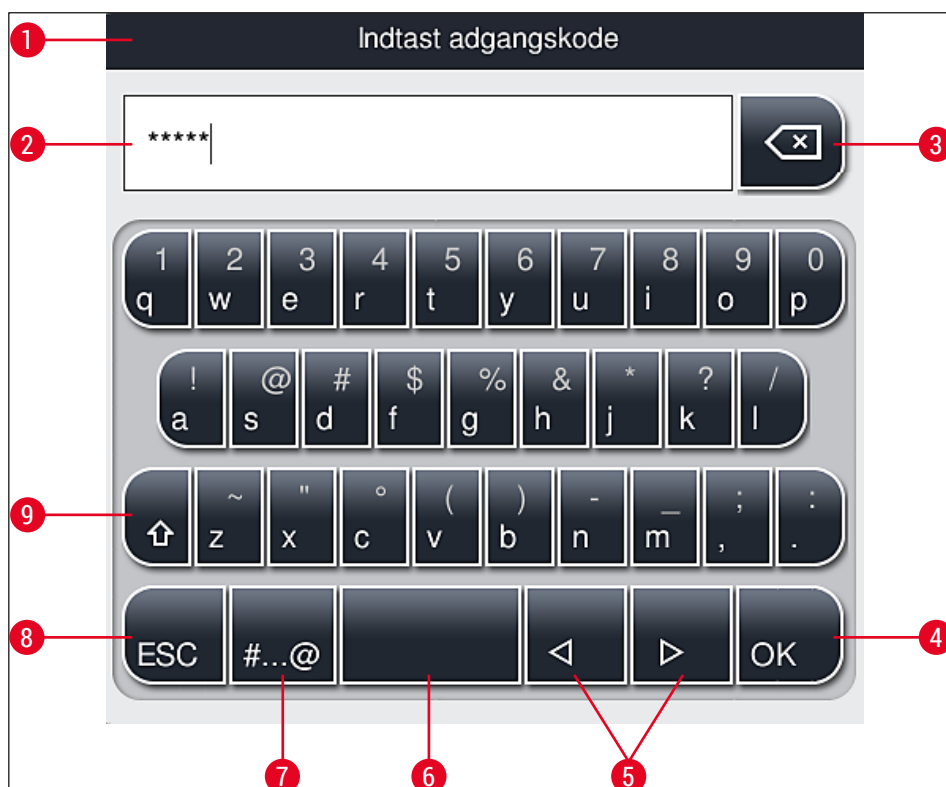 1 Indtast adgangskode
2 ***** 3
1 2 3 4 5 6 7 8 9 0
q w e r t y u i o p
! @ # $ % & * ? /
a s d f g h j k l
~ " ° ( ) - _ ; :
9 z x c v b n m , .
8 ESC #...@ OK 4
7 6 5